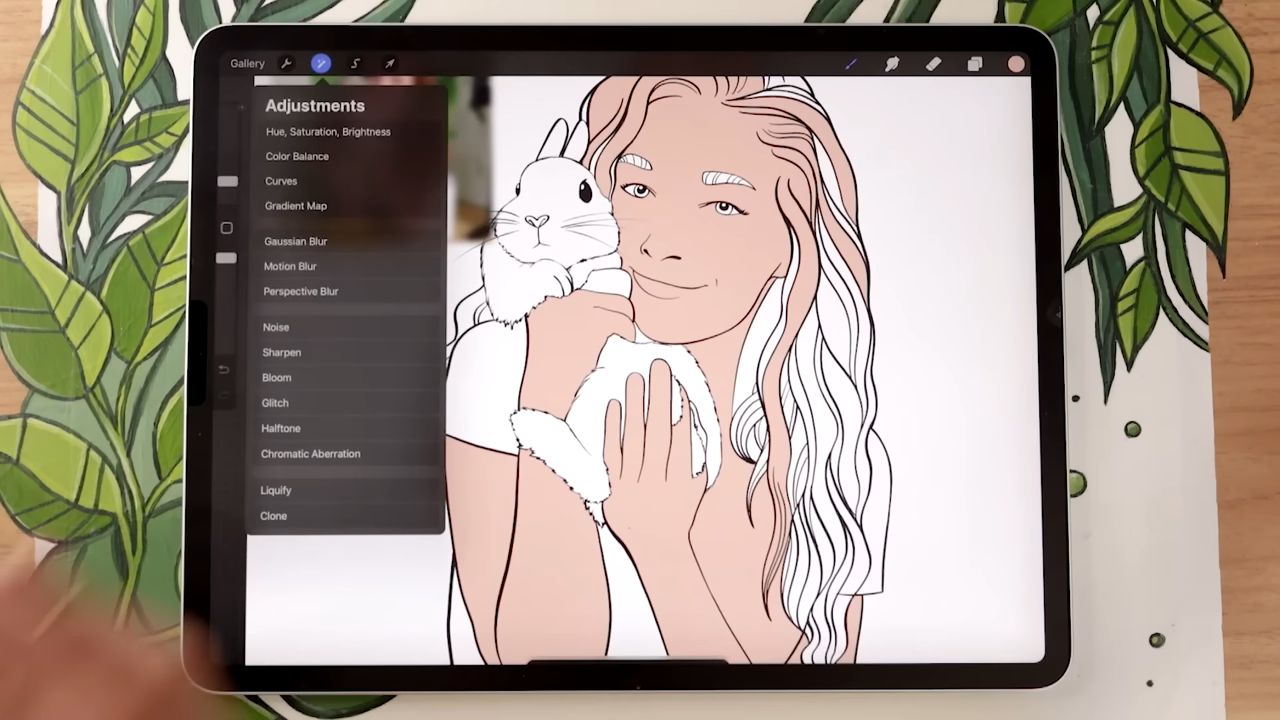 Gallery
Adjustments
Hue, Saturation, Brightness
Color Balance
Curves
Gradient Map
Gaussian Blur
Motion Blur
Perspective Blur
Noise
Sharpen
Bloom
Glitch
Halftone
Chromatic Aberration
Liquify
Clone